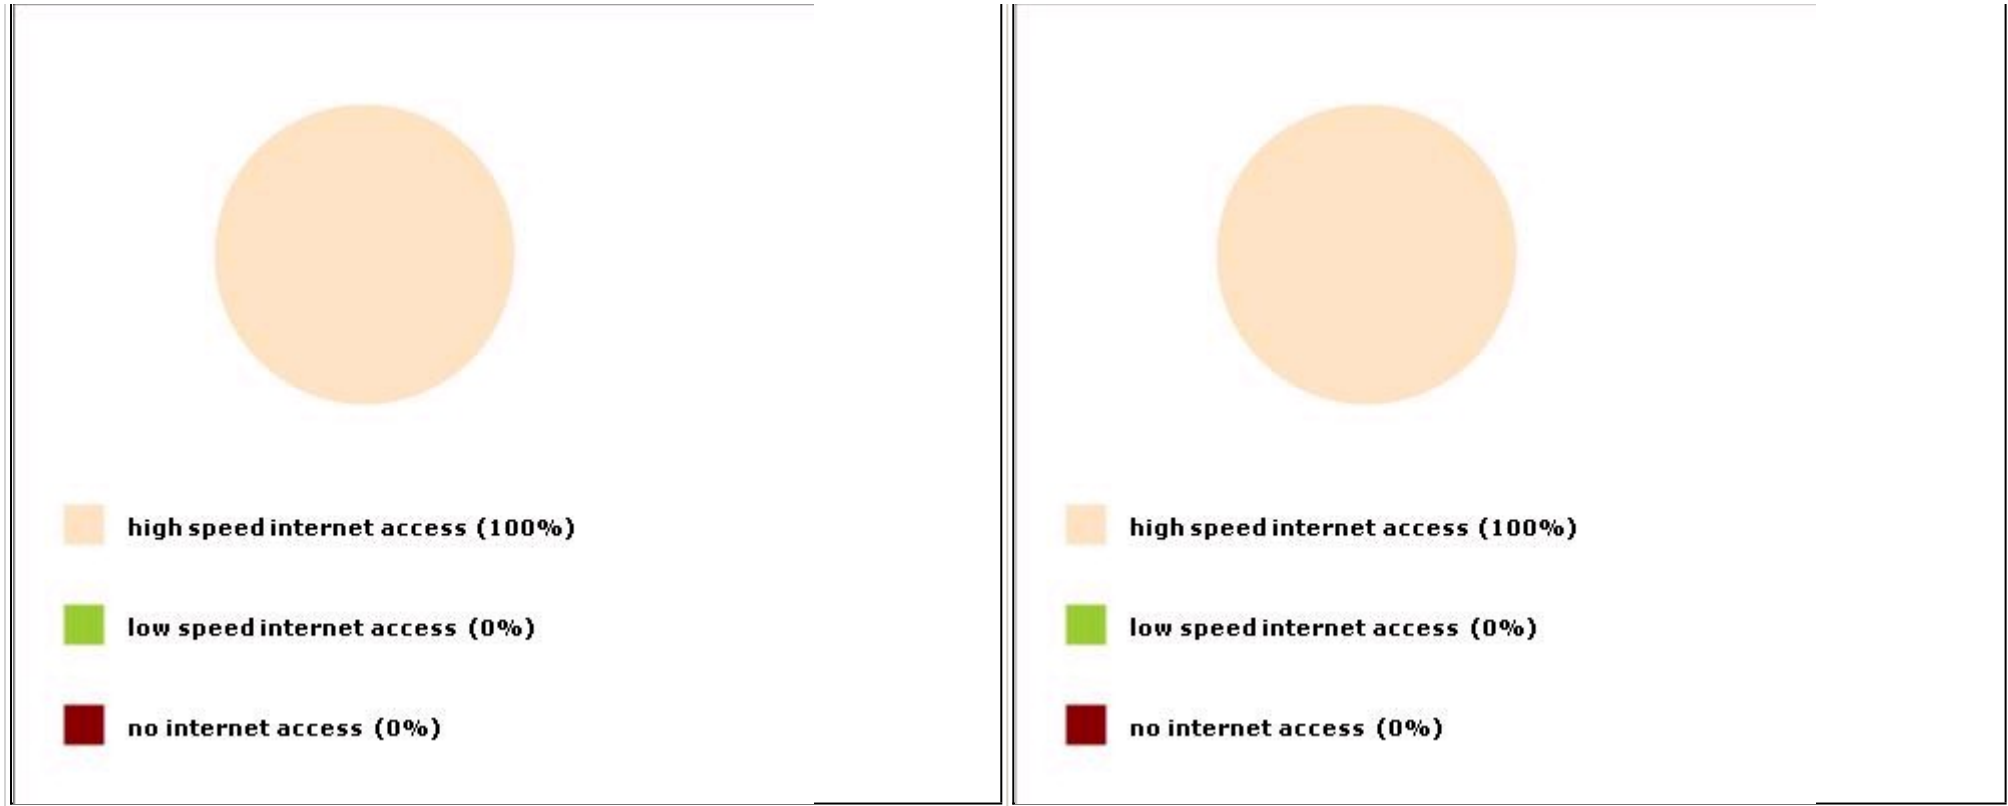 high speed internet access (100%)
low speed internet access (0%)
no internet access (0%)
high speed internet access (100%)
low speed internet access (0%)
no internet access (0%)